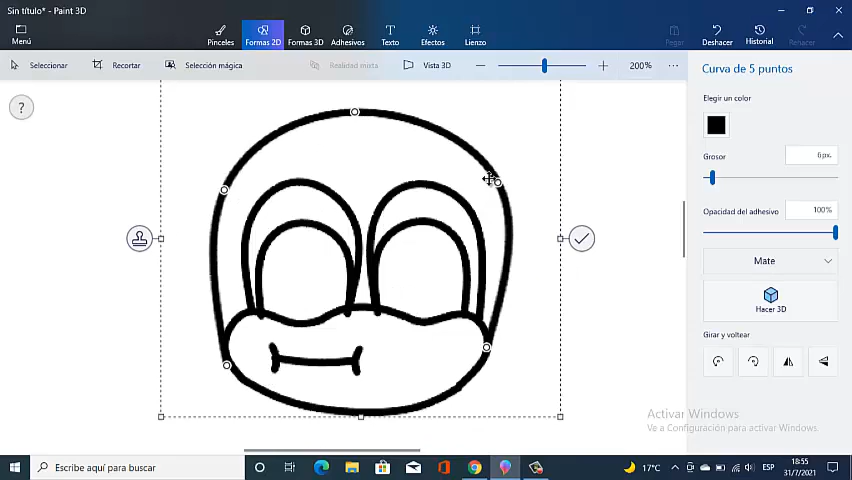 Sin título* - Paint 3D
Menú
Pinceles
Formas 2D
Formas 3D
Adhesivos
Texto
Efectos
Lienzo
Pegar
Deshacer
Historial
Rehacer
Seleccionar
Recortar
Selección mágica
Realidad mixta
Vista 3D
200%
Curva de 5 puntos
?
Elegir un color
Grosor
6px.
Opacidad del adhesivo
100%
Mate
Hacer 3D
Girar y voltear
Activar Windows
Ve a Configuración para activar Windows.
Escribe aquí para buscar
17°C
ESP
18:55
31/7/2021